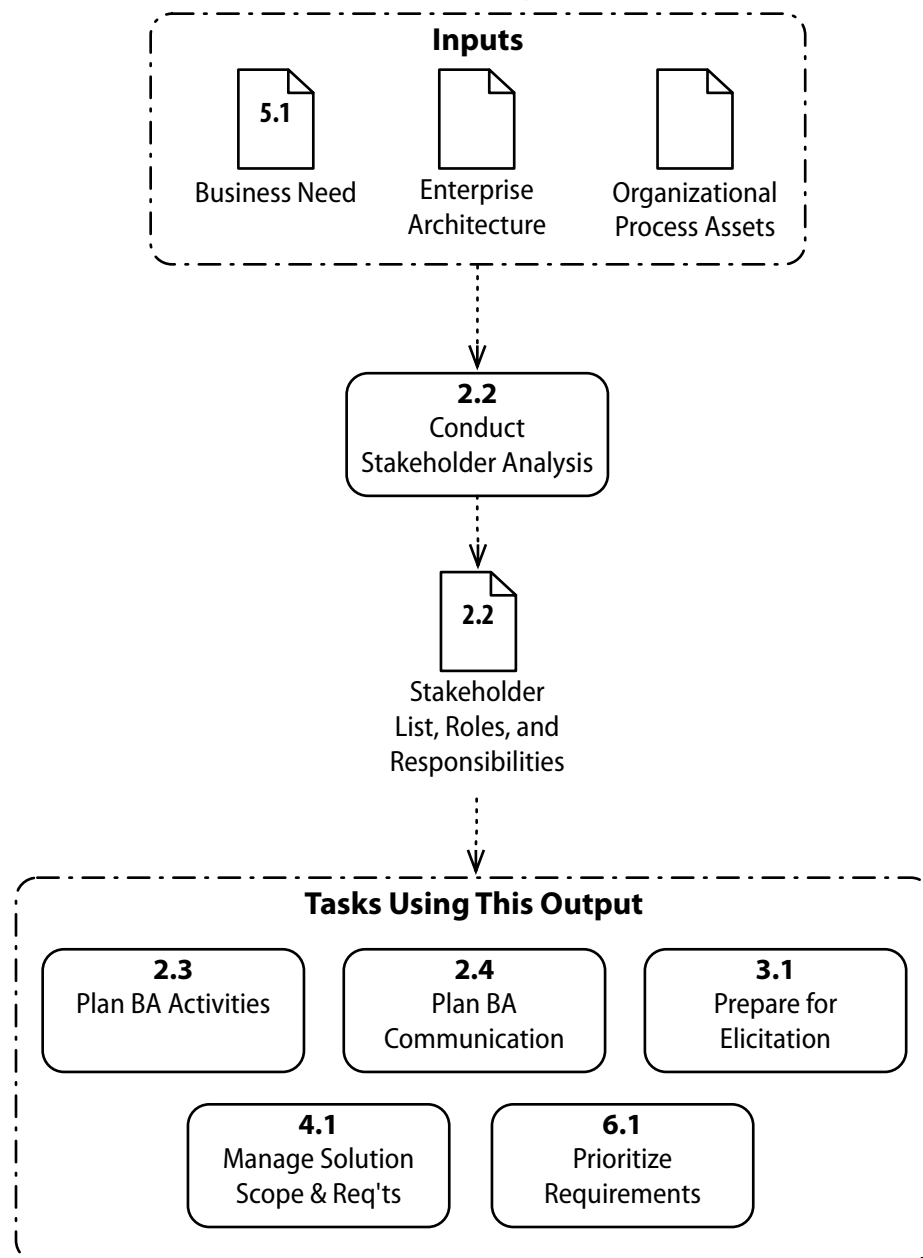 Inputs
5.1
Business Need
Enterprise
Architecture
Organizational
Process Assets
2.2
Conduct
Stakeholder Analysis
2.2
Stakeholder
List, Roles, and
Responsibilities
Tasks Using This Output
2.3
Plan BA Activities
2.4
Plan BA
Communication
3.1
Prepare for
Elicitation
4.1
Manage Solution
Scope & Req'ts
6.1
Prioritize
Requirements